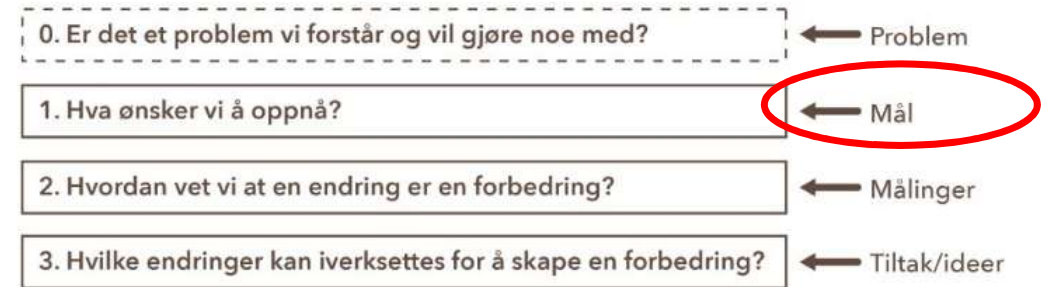 0. Er det et problem vi forstår og vil gjøre noe med? Problem
1. Hva ønsker vi å oppnå? Mål
2. Hvordan vet vi at en endring er en forbedring? Målinger
3. Hvilke endringer kan iverksettes for å skape en forbedring? Tiltak/ideer